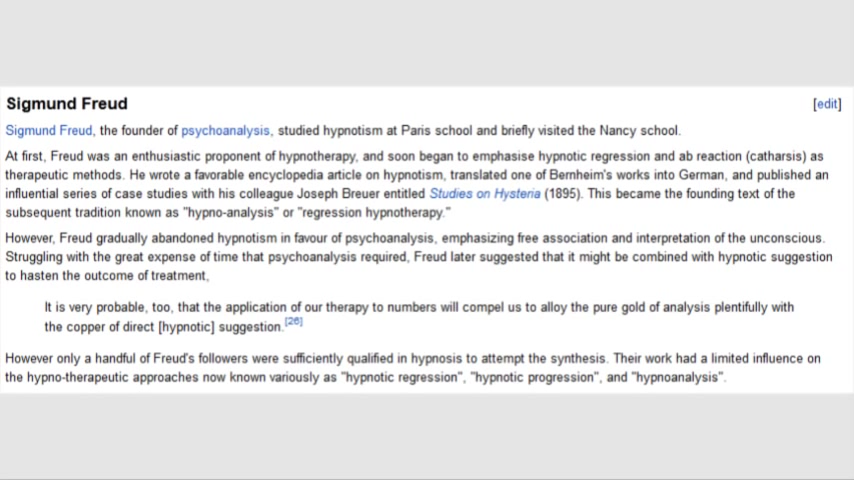 Sigmund Freud [edit]
Sigmund Freud, the founder of psychoanalysis, studied hypnotism at Paris school and briefly visited the Nancy school.
At first, Freud was an enthusiastic proponent of hypnotherapy, and soon began to emphasise hypnotic regression and ab reaction (catharsis) as
therapeutic methods. He wrote a favorable encyclopedia article on hypnotism, translated one of Bernheim's works into German, and published an
influential series of case studies with his colleague Joseph Breuer entitled Studies on Hysteria (1895). This became the founding text of the
subsequent tradition known as "hypno-analysis" or "regression hypnotherapy."
However, Freud gradually abandoned hypnotism in favour of psychoanalysis, emphasizing free association and interpretation of the unconscious.
Struggling with the great expense of time that psychoanalysis required, Freud later suggested that it might be combined with hypnotic suggestion
to hasten the outcome of treatment,
It is very probable, too, that the application of our therapy to numbers will compel us to alloy the pure gold of analysis plentifully with
the copper of direct [hypnotic] suggestion.[26]
However only a handful of Freud's followers were sufficiently qualified in hypnosis to attempt the synthesis. Their work had a limited influence on
the hypno-therapeutic approaches now known variously as "hypnotic regression", "hypnotic progression", and "hypnoanalysis".